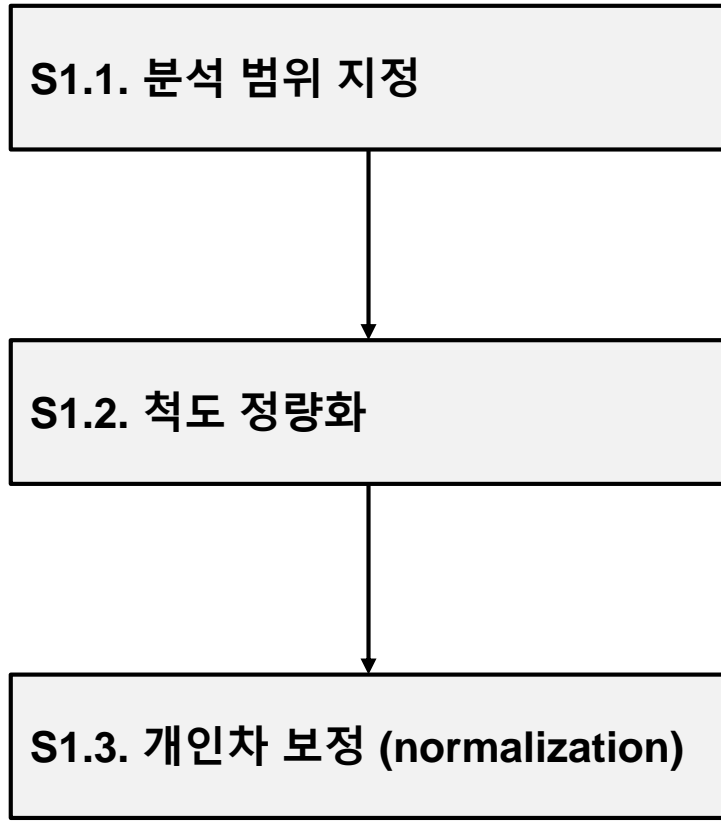 S1.1. 분석 범위 지정
S1.2. 척도 정량화
S1.3. 개인차 보정 (normalization)